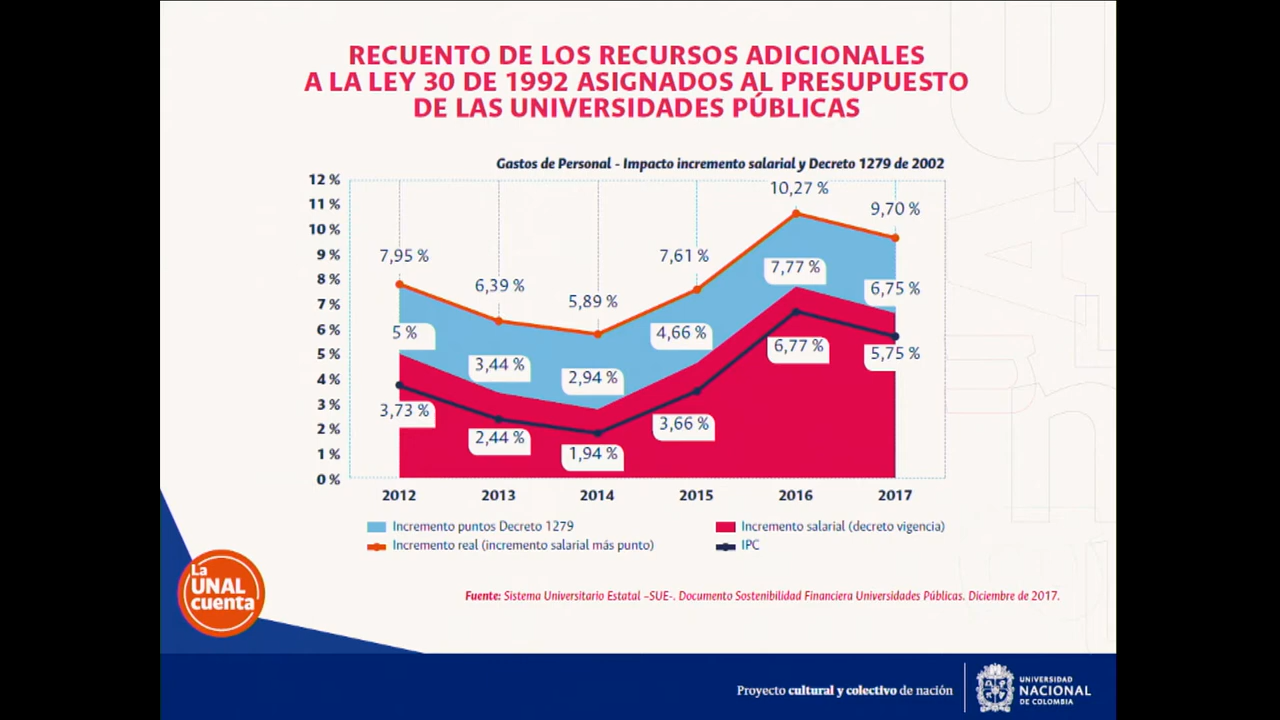 RECUENTO DE LOS RECURSOS ADICIONALES
A LA LEY 30 DE 1992 ASIGNADOS AL PRESUPUESTO
DE LAS UNIVERSIDADES PÚBLICAS
Gastos de Personal - Impacto incremento salarial y Decreto 1279 de 2002
12 %
11 %
10 %
9 %
8 %
7 %
6 %
5 %
4 %
3 %
2 %
1 %
0 %
7,95 %
6,39 %
5,89 %
7,61 %
10,27 %
9,70 %
5 %
3,44 %
2,94 %
4,66 %
7,77 %
6,75 %
3,73 %
2,44 %
1,94 %
3,66 %
6,77 %
5,75 %
2012 2013 2014 2015 2016 2017
Incremento puntos Decreto 1279
Incremento salarial (decreto vigencia)
Incremento real (incremento salarial más punto)
IPC
Fuente: Sistema Universitario Estatal –SUE-. Documento Sostenibilidad Financiera Universidades Públicas. Diciembre de 2017.
La
UNAL
cuenta
Proyecto cultural y colectivo de nación
UNIVERSIDAD
NACIONAL
DE COLOMBIA